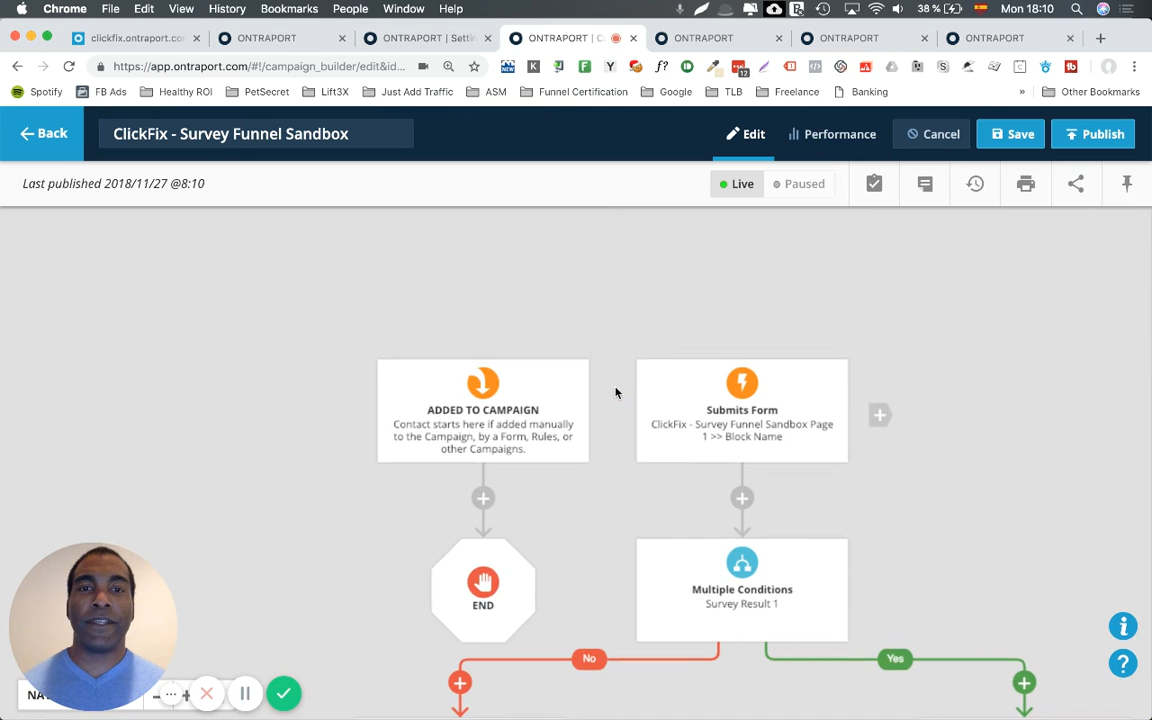 Chrome File Edit View History Bookmarks People Window Help 38 % Mon 18:10
clickfix.ontraport.co ONTRAPORT ONTRAPORT | Setti ONTRAPORT | C ONTRAPORT ONTRAPORT ONTRAPORT
https://app.ontraport.com/#!/campaign_builder/edit&id... 12
Spotify FB Ads Healthy ROI PetSecret Lift3X Just Add Traffic ASM Funnel Certification Google TLB Freelance Banking » Other Bookmarks
Back ClickFix - Survey Funnel Sandbox Edit Performance Cancel Save Publish
Last published 2018/11/27 @8:10 Live Paused
ADDED TO CAMPAIGN
Contact starts here if added manually
to the Campaign, by a Form, Rules, or
other Campaigns.
Submits Form
ClickFix - Survey Funnel Sandbox Page
1 >> Block Name
END
Multiple Conditions
Survey Result 1
No
Yes
NA